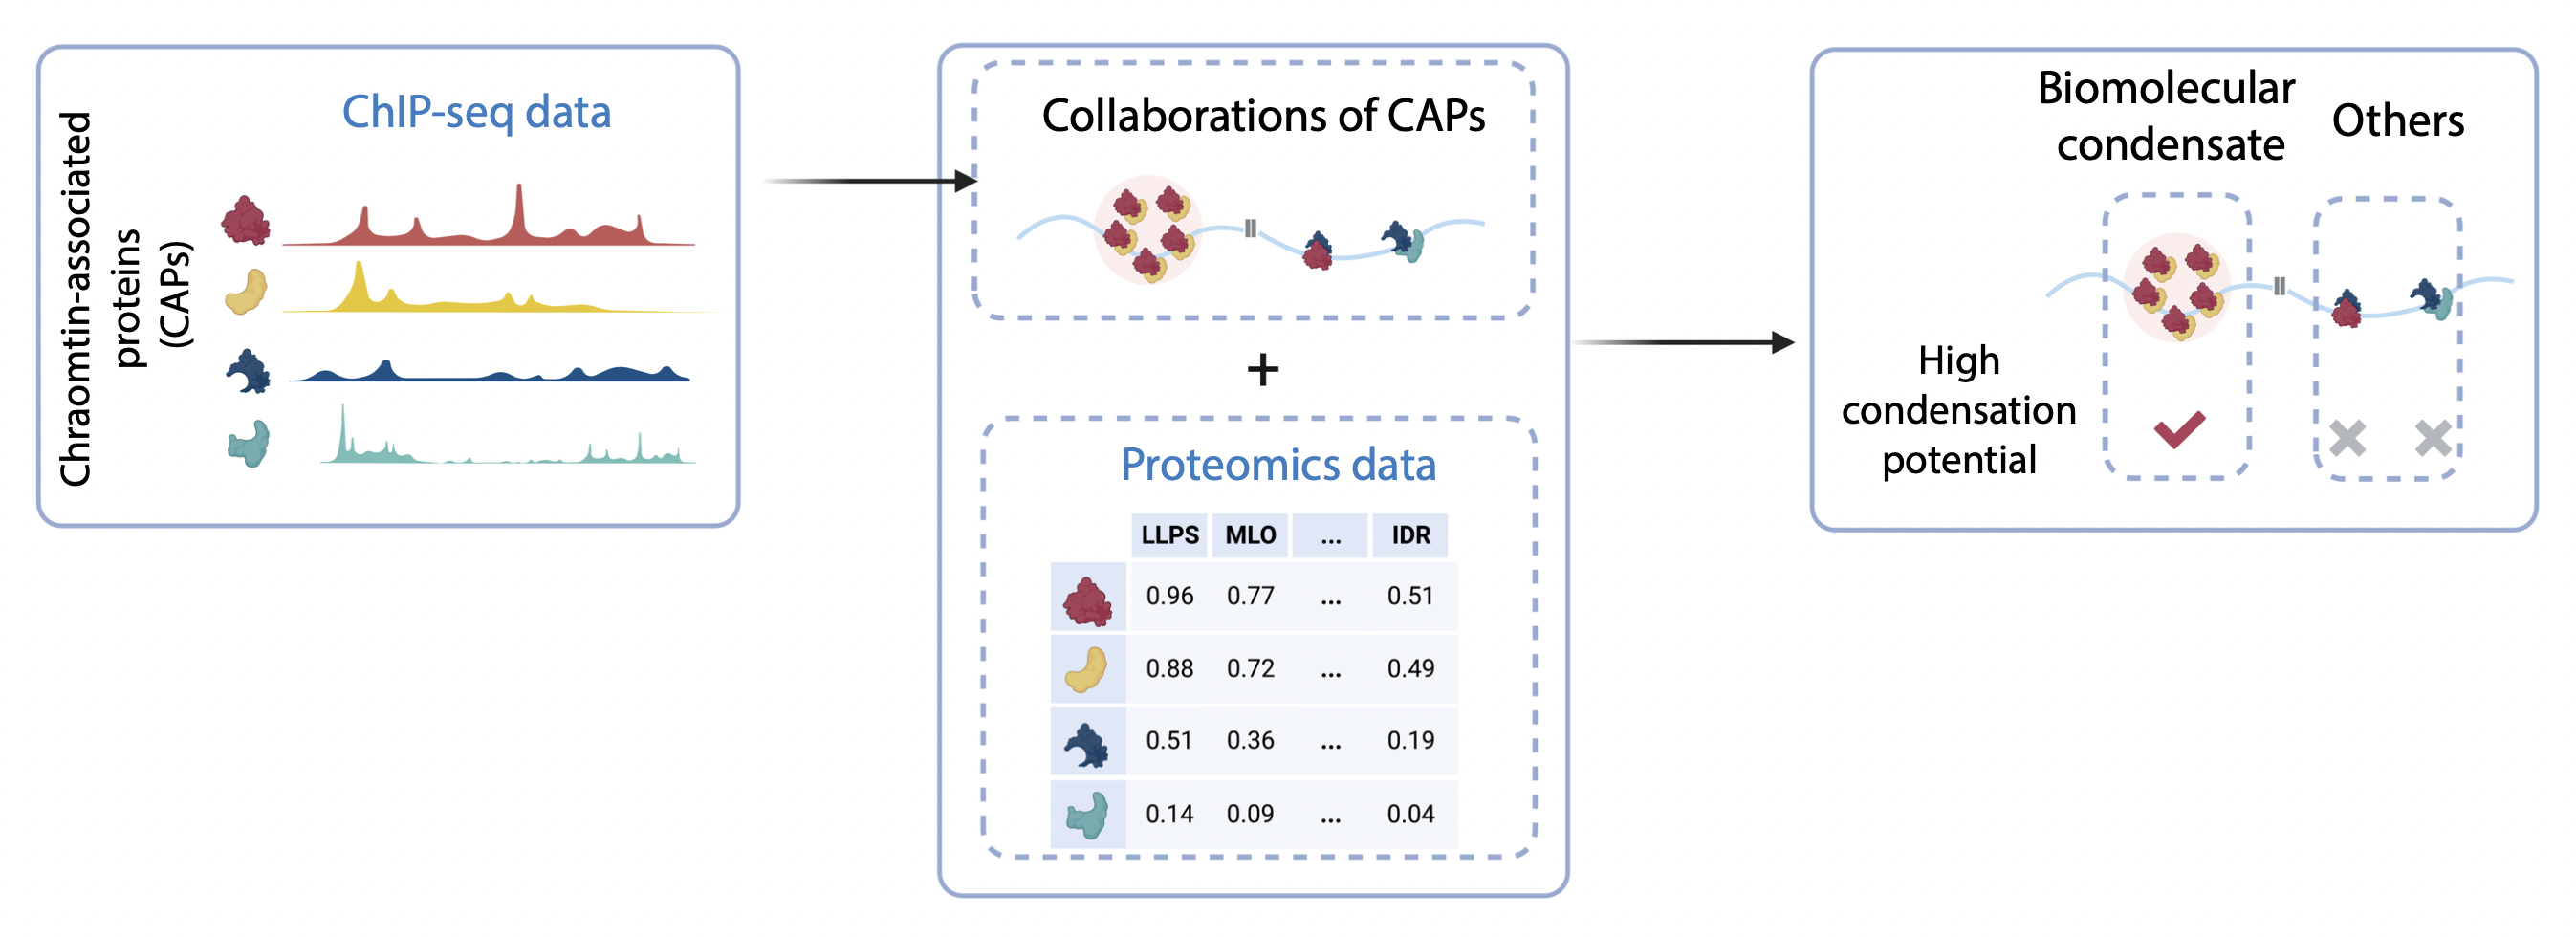 Chraomtin-associated
proteins
(CAPs)
ChIP-seq data
Collaborations of CAPs
+
Proteomics data
LLPS MLO ... IDR
0.96 0.77 ... 0.51
0.88 0.72 ... 0.49
0.51 0.36 ... 0.19
0.14 0.09 ... 0.04
Biomolecular
condensate
Others
High
condensation
potential